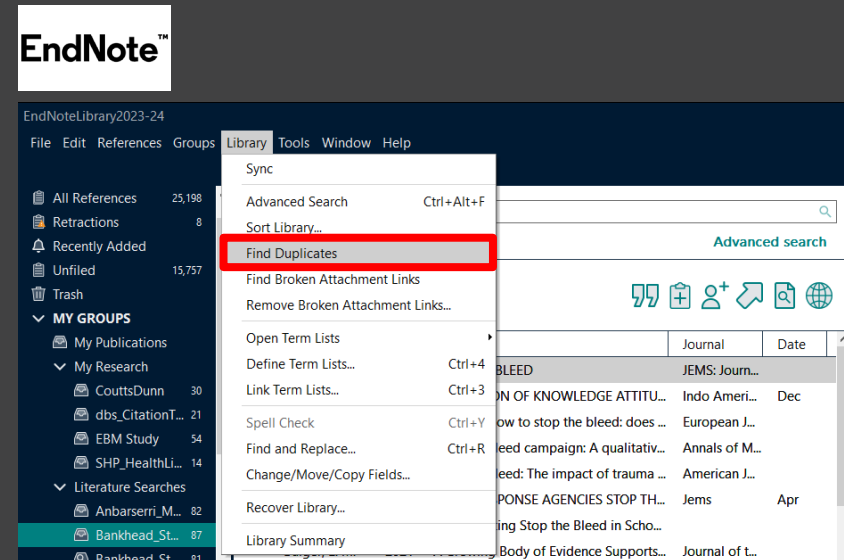 EndNote™
EndNoteLibrary2023-24
File Edit References Groups Library Tools Window Help
Sync
Advanced Search Ctrl+Alt+F
Sort Library...
Find Duplicates
Find Broken Attachment Links
Remove Broken Attachment Links...
Open Term Lists
Define Term Lists... Ctrl+4
Link Term Lists... Ctrl+3
Spell Check Ctrl+Y
Find and Replace... Ctrl+R
Change/Move/Copy Fields...
Recover Library...
Library Summary
All References 25,198
Retractions 8
Recently Added
Unfiled 15,757
Trash
MY GROUPS
My Publications
My Research
CouttsDunn 30
dbs_CitationT... 21
EBM Study 54
SHP_HealthLi... 14
Literature Searches
Anbarserri_M... 82
Bankhead_St... 87
Bankhead_St... 81
Advanced search
Journal Date
BLEED JEMS: Journ...
OF KNOWLEDGE ATTITU... Indo Ameri... Dec
to stop the bleed: does ... European J...
campaign: A qualitativ... Annals of M...
The impact of trauma ... American J...
AGENCIES STOP TH... Jems Apr
Stop the Bleed in Scho...
Body of Evidence Supports... Journal of t...